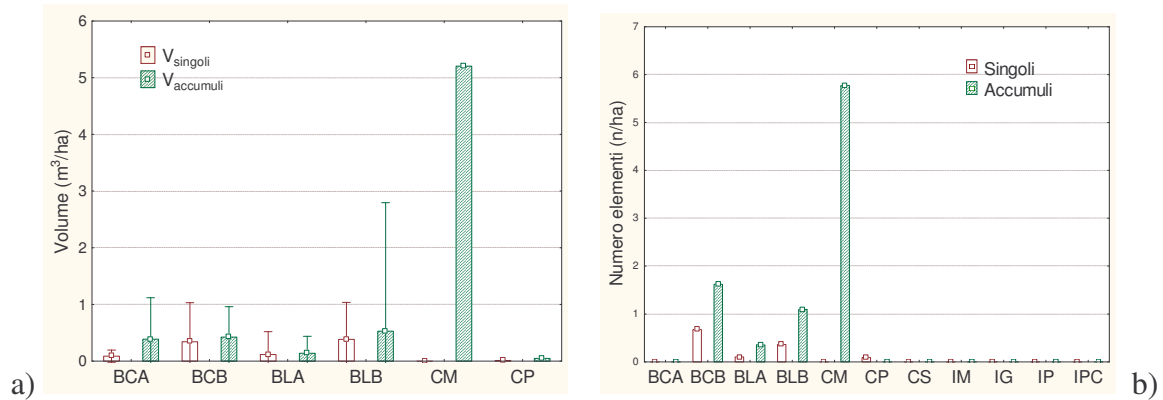 6
5
4
3
2
1
0
Volume (m³/ha)
V singoli
V accumuli
BCA BCB BLA BLB CM CP
a)
7
6
5
4
3
2
1
0
Numero elementi (n/ha)
Singoli
Accumuli
BCA BCB BLA BLB CM CP CS IM IG IP IPC
b)